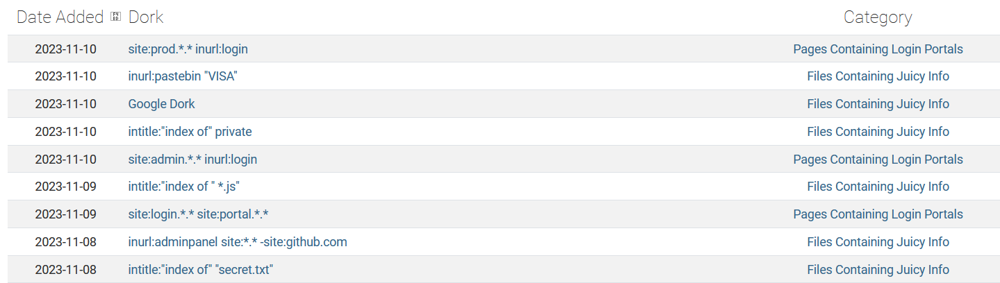 Date Added Dork Category
2023-11-10 site:prod.*.* inurl:login Pages Containing Login Portals
2023-11-10 inurl:pastebin "VISA" Files Containing Juicy Info
2023-11-10 Google Dork Files Containing Juicy Info
2023-11-10 intitle:"index of" private Files Containing Juicy Info
2023-11-10 site:admin.*.* inurl:login Pages Containing Login Portals
2023-11-09 intitle:"index of " *.js" Files Containing Juicy Info
2023-11-09 site:login.*.* site:portal.*.* Pages Containing Login Portals
2023-11-08 inurl:adminpanel site:*.* -site:github.com Files Containing Juicy Info
2023-11-08 intitle:"index of" "secret.txt" Files Containing Juicy Info